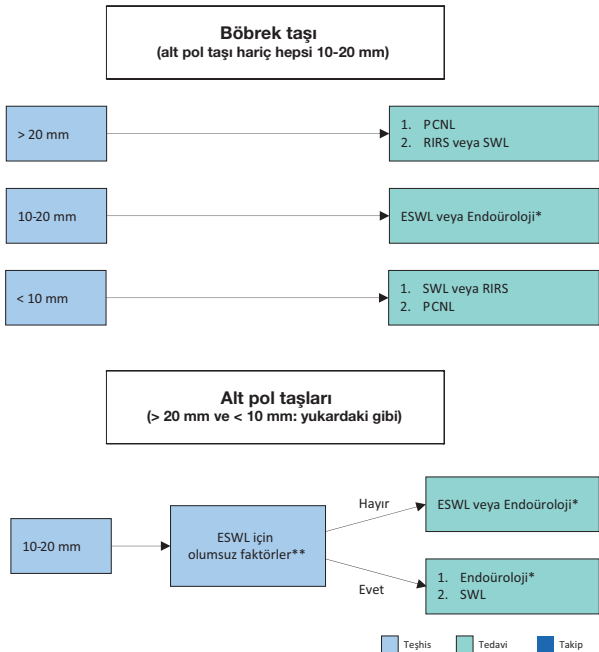 Böbrek taşı
(alt pol taşı hariç hepsi 10-20 mm)
> 20 mm
1. PCNL
2. RIRS veya SWL
10-20 mm
ESWL veya Endoüroloji*
< 10 mm
1. SWL veya RIRS
2. PCNL
Alt pol taşları
(> 20 mm ve < 10 mm: yukardaki gibi)
10-20 mm
ESWL için
olumsuz faktörler**
Hayır
ESWL veya Endoüroloji*
Evet
1. Endoüroloji*
2. SWL
Teşhis
Tedavi
Takip